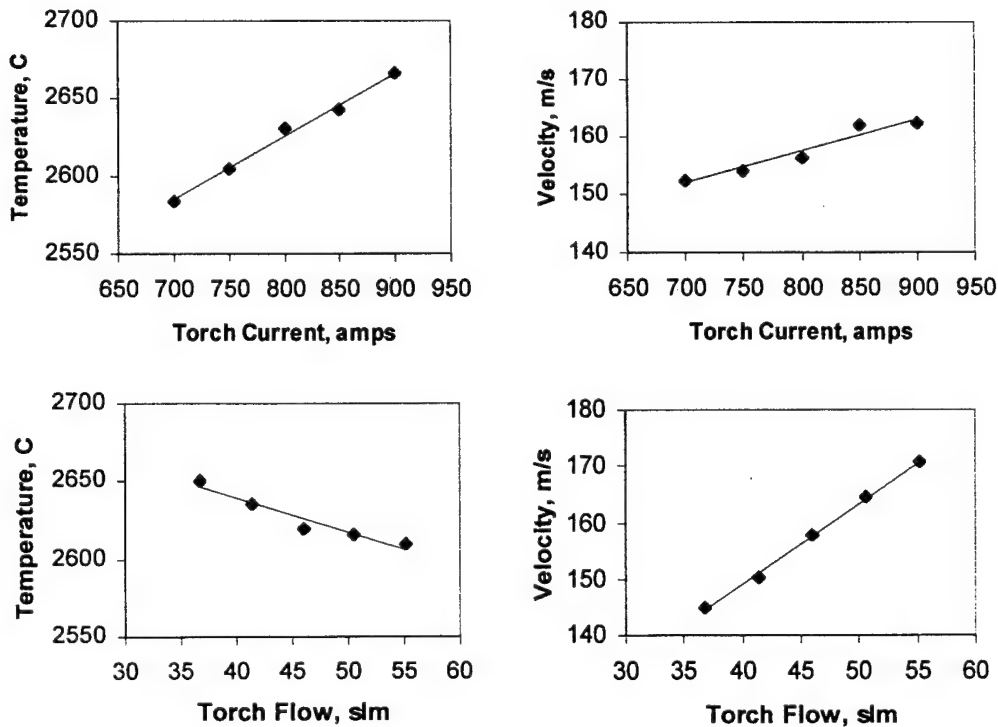 Temperature, C
2700
2650
2600
2550
650 700 750 800 850 900 950
Torch Current, amps
Velocity, m/s
180
170
160
150
140
650 700 750 800 850 900 950
Torch Current, amps
Temperature, C
2700
2650
2600
2550
30 35 40 45 50 55 60
Torch Flow, slm
Velocity, m/s
180
170
160
150
140
30 35 40 45 50 55 60
Torch Flow, slm